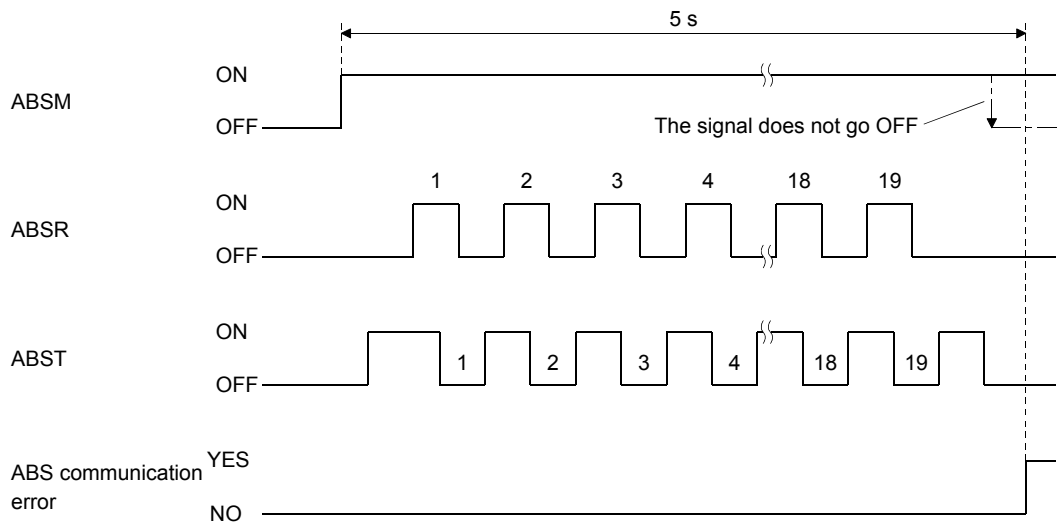 5 s
ON
ABSM
OFF
The signal does not go OFF
1 2 3 4 18 19
ON
ABSR
OFF
ON
ABST
1 2 3 4 18 19
OFF
YES
ABS communication
error
NO